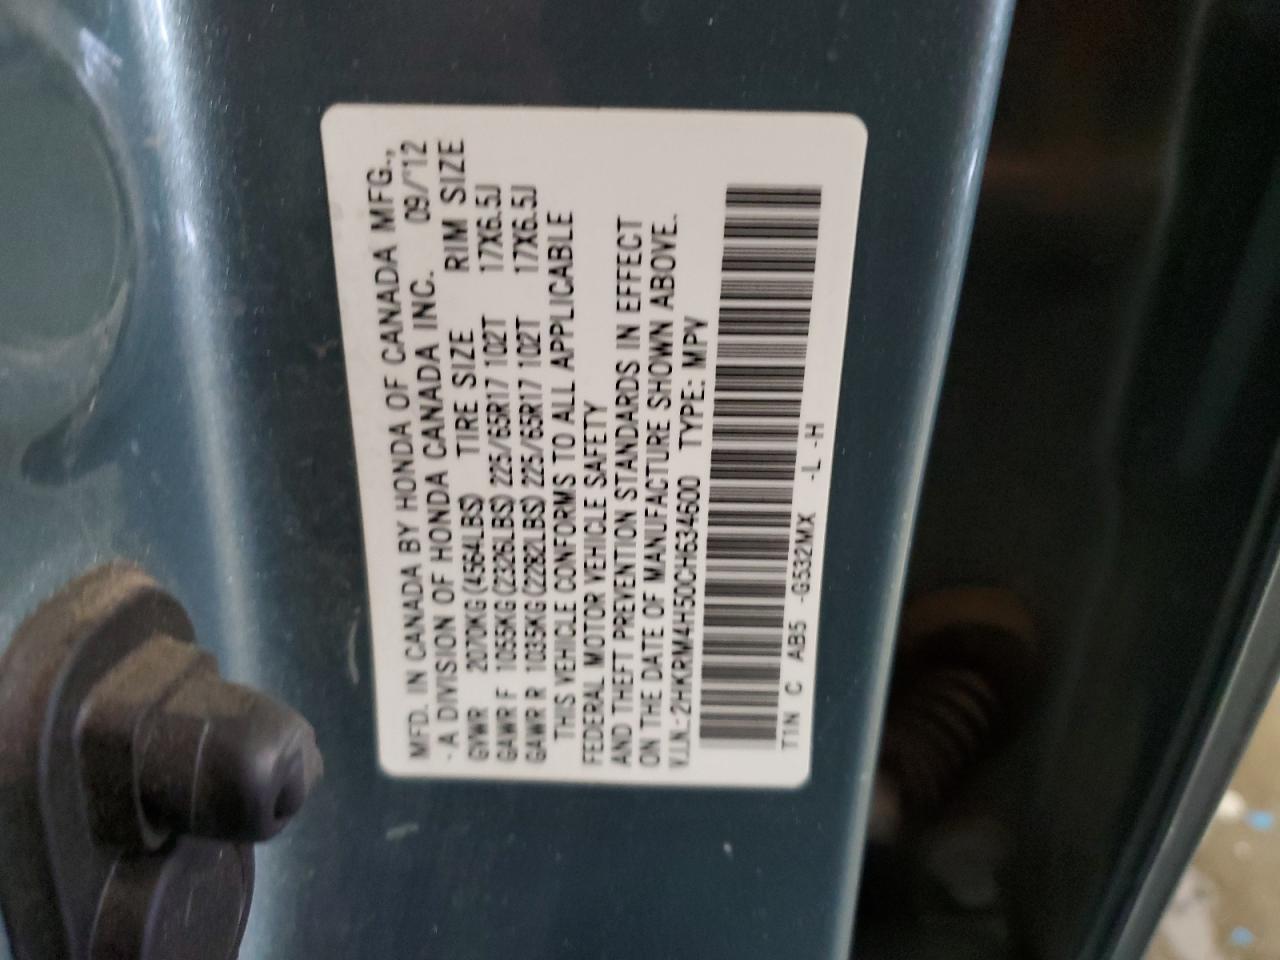 MFD. IN CANADA BY HONDA OF CANADA MFG.,
- A DIVISION OF HONDA CANADA INC. 09/'12
GVWR 2070KG (4564LBS) TIRE SIZE RIM SIZE
GAWR F 1055KG (2326LBS) 225/65R17 102T 17X6.5J
GAWR R 1035KG (2282LBS) 225/65R17 102T 17X6.5J
THIS VEHICLE CONFORMS TO ALL APPLICABLE
FEDERAL MOTOR VEHICLE SAFETY
AND THEFT PREVENTION STANDARDS IN EFFECT
ON THE DATE OF MANUFACTURE SHOWN ABOVE.
V.I.N.:2HKRM4H50CH634600 TYPE: MPV
T1N C AB5 -G532MX -L -H